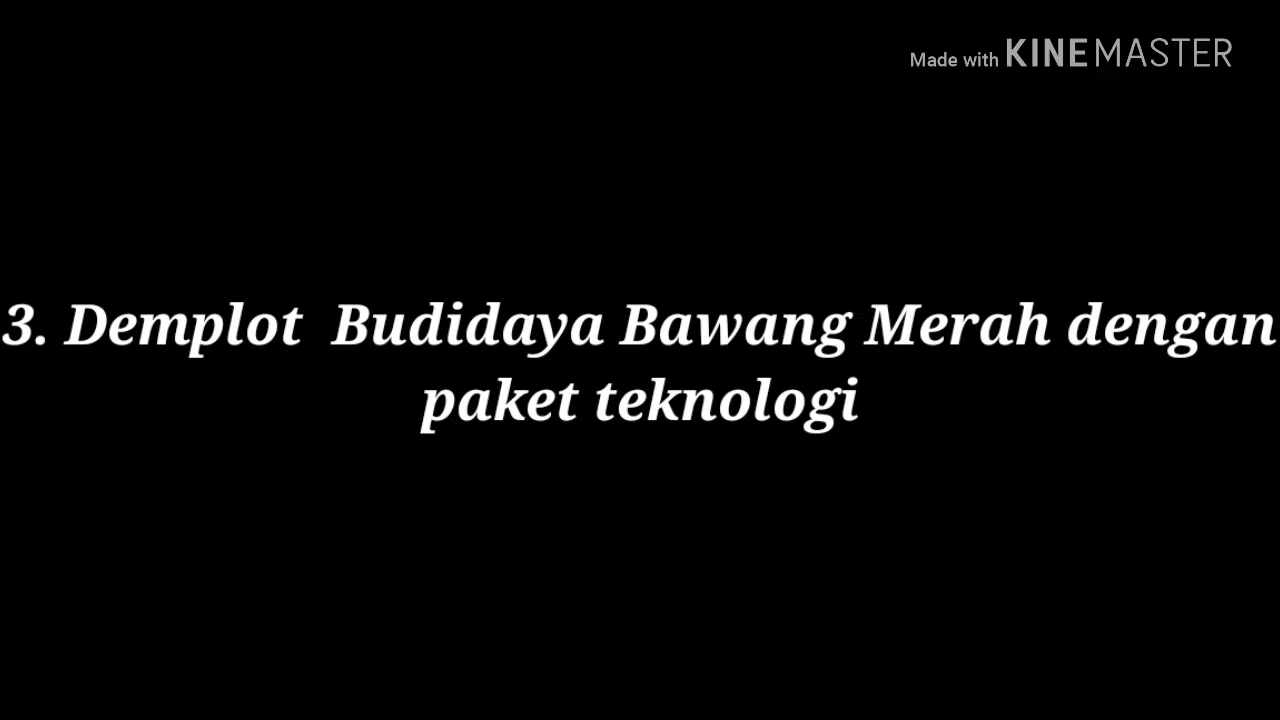 Made with KINEMASTER
3. Demplot Budidaya Bawang Merah dengan
paket teknologi